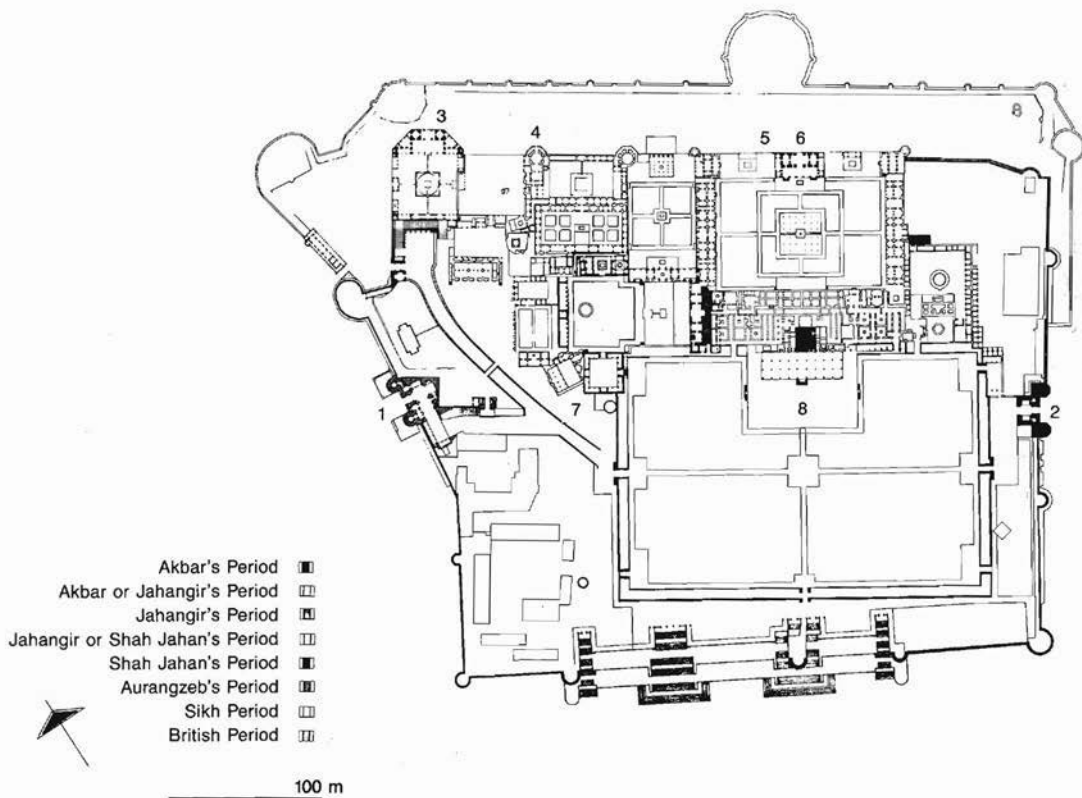 8
3
4
5 6
1
7
8
2
Akbar's Period
Akbar or Jahangir's Period
Jahangir's Period
Jahangir or Shah Jahan's Period
Shah Jahan's Period
Aurangzeb's Period
Sikh Period
British Period
100 m